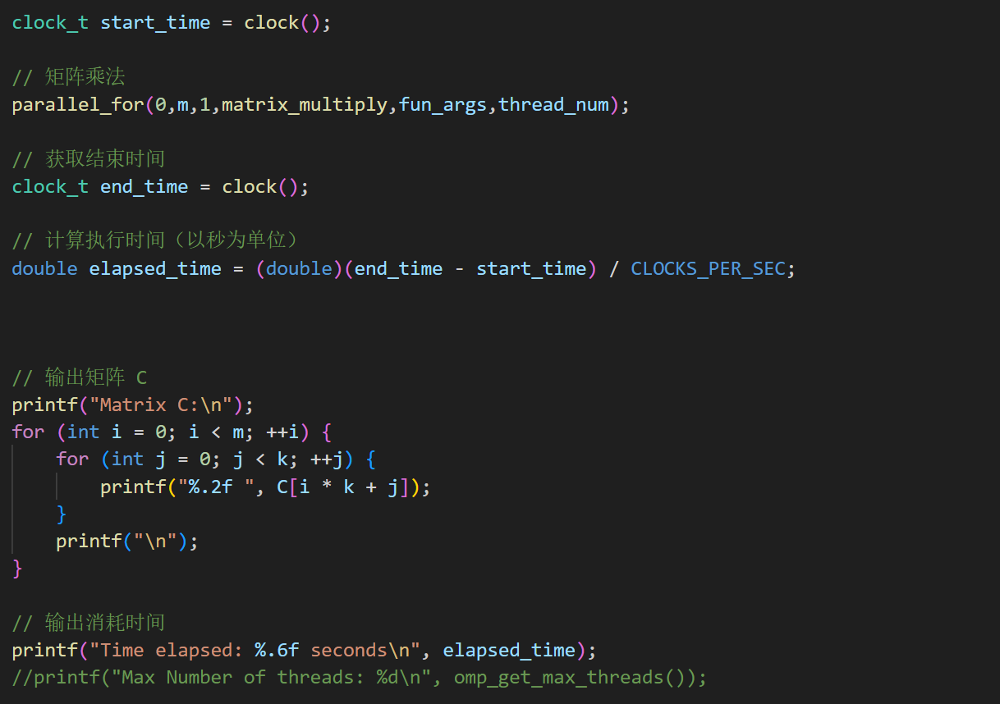 clock_t start_time = clock();
// 矩阵乘法
parallel_for(0,m,1,matrix_multiply,fun_args,thread_num);
// 获取结束时间
clock_t end_time = clock();
// 计算执行时间（以秒为单位）
double elapsed_time = (double)(end_time - start_time) / CLOCKS_PER_SEC;
// 输出矩阵 C
printf("Matrix C:\n");
for (int i = 0; i < m; ++i) {
    for (int j = 0; j < k; ++j) {
        printf("%.2f ", C[i * k + j]);
    }
    printf("\n");
}
// 输出消耗时间
printf("Time elapsed: %.6f seconds\n", elapsed_time);
//printf("Max Number of threads: %d\n", omp_get_max_threads());